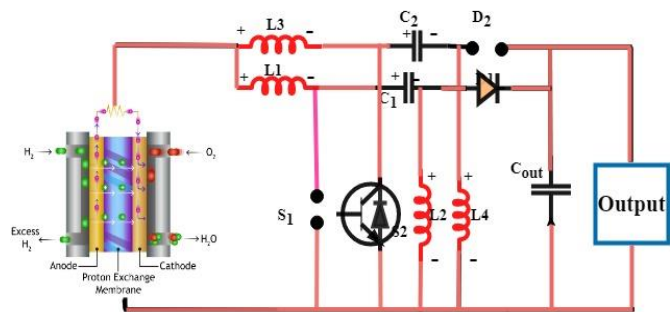 L3
+ -
C2
+ -
D2
L1
+ -
C1
+ -
H2
O2
S1
S2
+
L2
-
+
L4
-
Cout
Output
Excess
H2
H2O
Anode
Cathode
Proton Exchange
Membrane